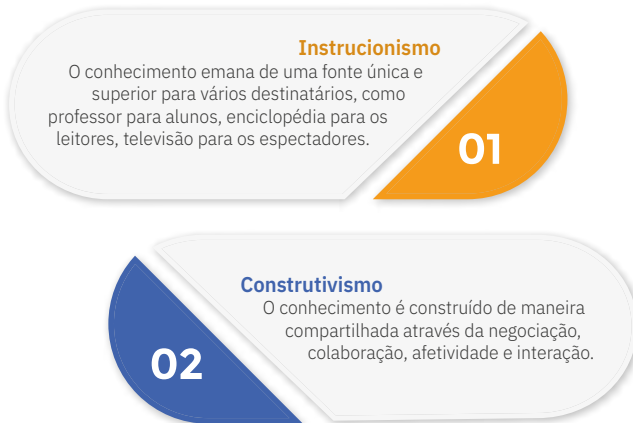 Instrucionismo
O conhecimento emana de uma fonte única e
superior para vários destinatários, como
professor para alunos, enciclopédia para os
leitores, televisão para os espectadores.
01
Construtivismo
O conhecimento é construído de maneira
compartilhada através da negociação,
colaboração, afetividade e interação.
02